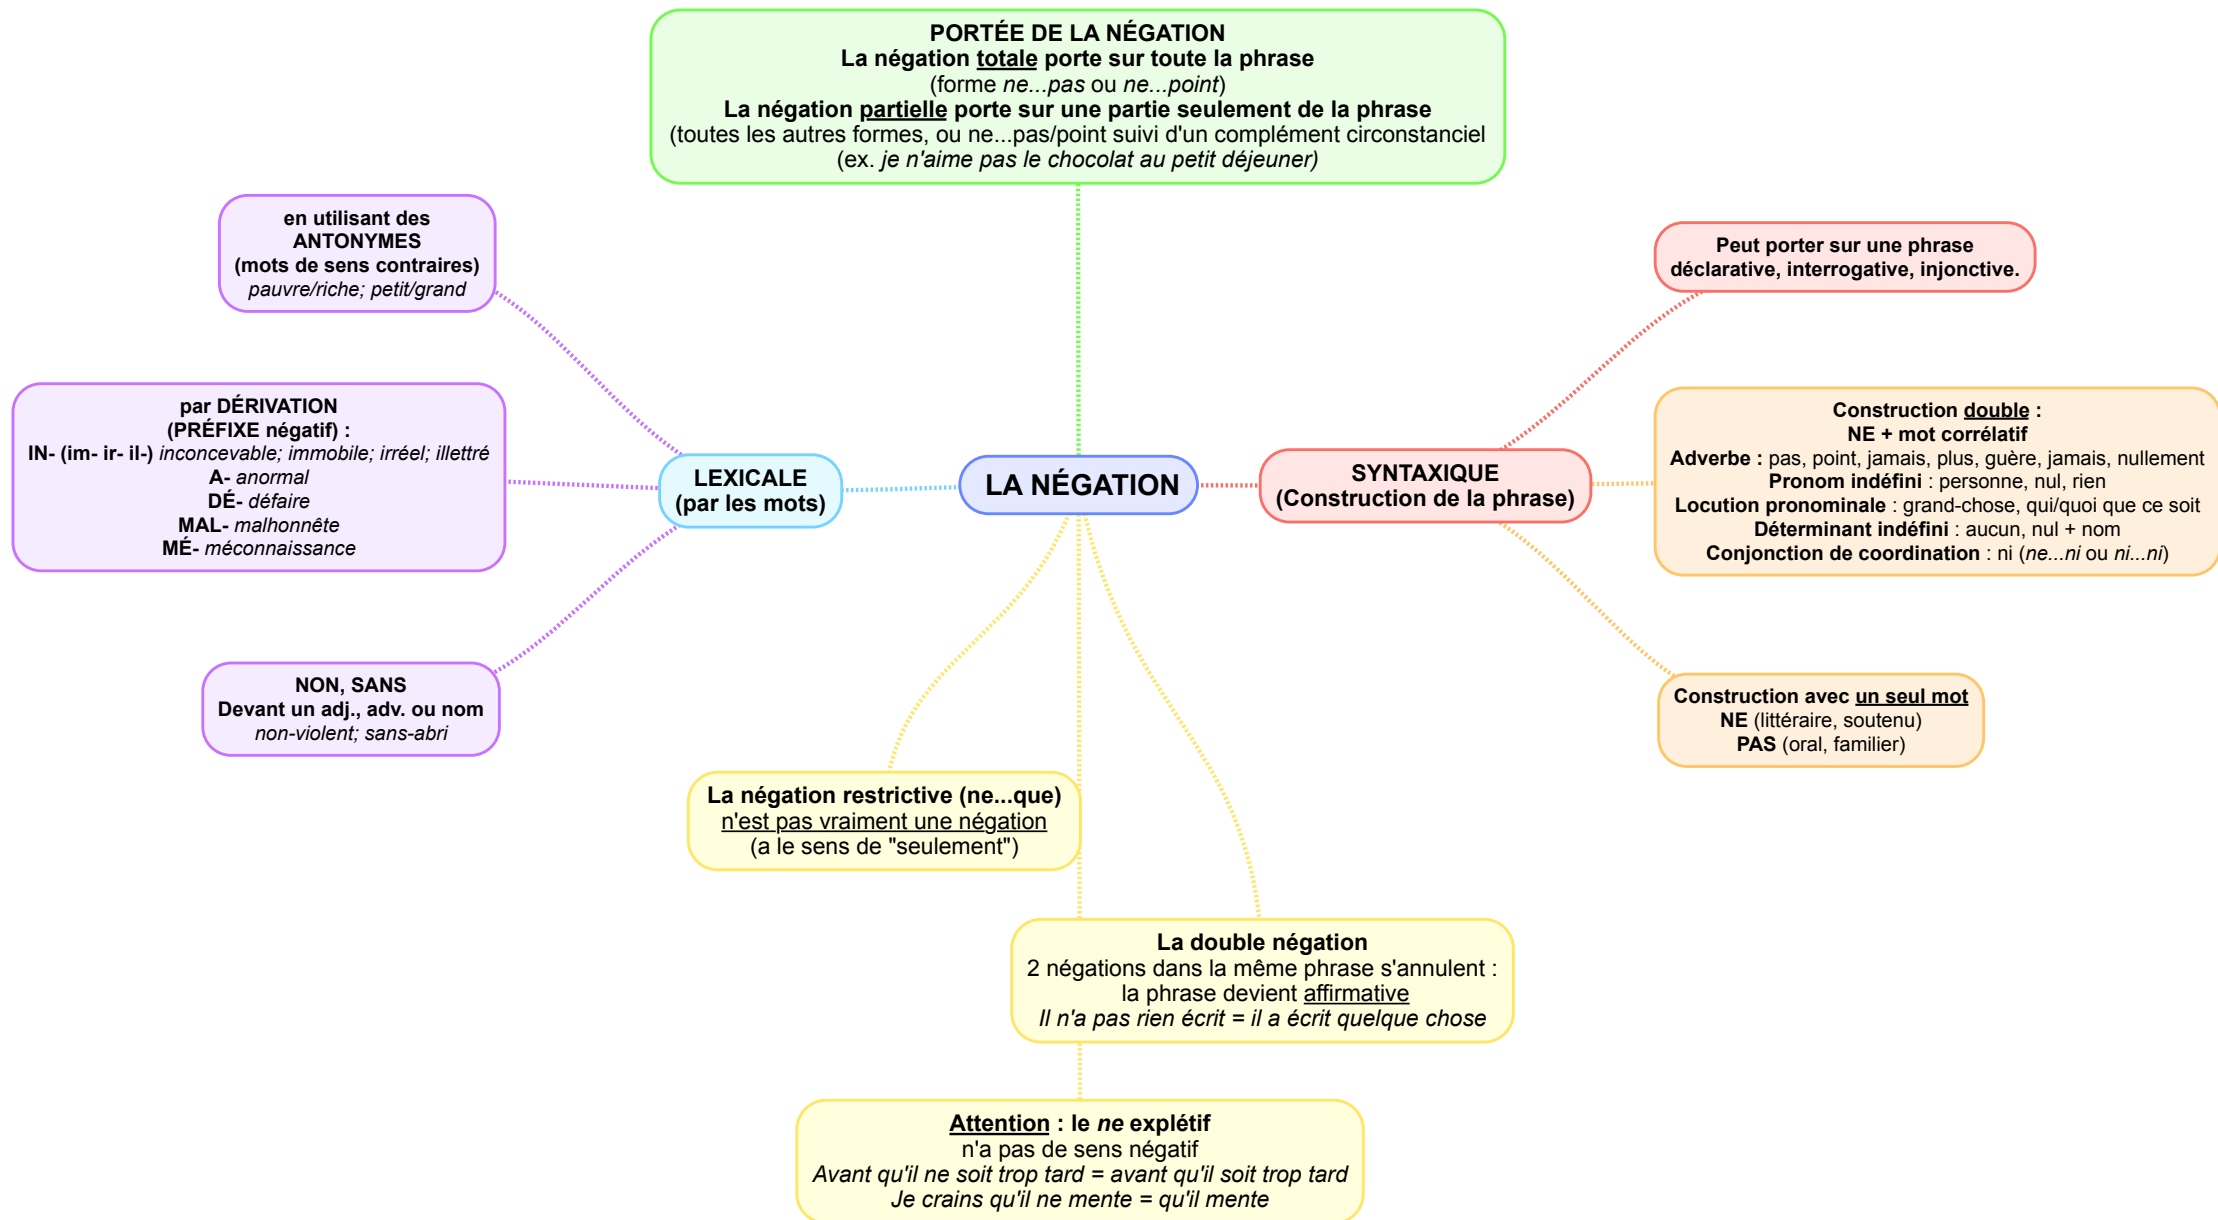 PORTÉE DE LA NÉGATION
La négation totale porte sur toute la phrase
(forme ne...pas ou ne...point)
La négation partielle porte sur une partie seulement de la phrase
(toutes les autres formes, ou ne...pas/point suivi d'un complément circonstanciel
(ex. je n'aime pas le chocolat au petit déjeuner)
en utilisant des
ANTONYMES
(mots de sens contraires)
pauvre/riche; petit/grand
par DÉRIVATION
(PRÉFIXE négatif) :
IN- (im- ir- il-) inconcevable; immobile; irréel; illettré
A- anormal
DÉ- défaire
MAL- malhonnête
MÉ- méconnaissance
NON, SANS
Devant un adj., adv. ou nom
non-violent; sans-abri
LEXICALE
(par les mots)
LA NÉGATION
SYNTAXIQUE
(Construction de la phrase)
Peut porter sur une phrase
déclarative, interrogative, injonctive.
Construction double :
NE + mot corrélatif
Adverbe : pas, point, jamais, plus, guère, jamais, nullement
Pronom indéfini : personne, nul, rien
Locution pronominale : grand-chose, qui/quoi que ce soit
Déterminant indéfini : aucun, nul + nom
Conjonction de coordination : ni (ne...ni ou ni...ni)
Construction avec un seul mot
NE (littéraire, soutenu)
PAS (oral, familier)
La négation restrictive (ne...que)
n'est pas vraiment une négation
(a le sens de "seulement")
La double négation
2 négations dans la même phrase s'annulent :
la phrase devient affirmative
Il n'a pas rien écrit = il a écrit quelque chose
Attention : le ne explétif
n'a pas de sens négatif
Avant qu'il ne soit trop tard = avant qu'il soit trop tard
Je crains qu'il ne mente = qu'il mente